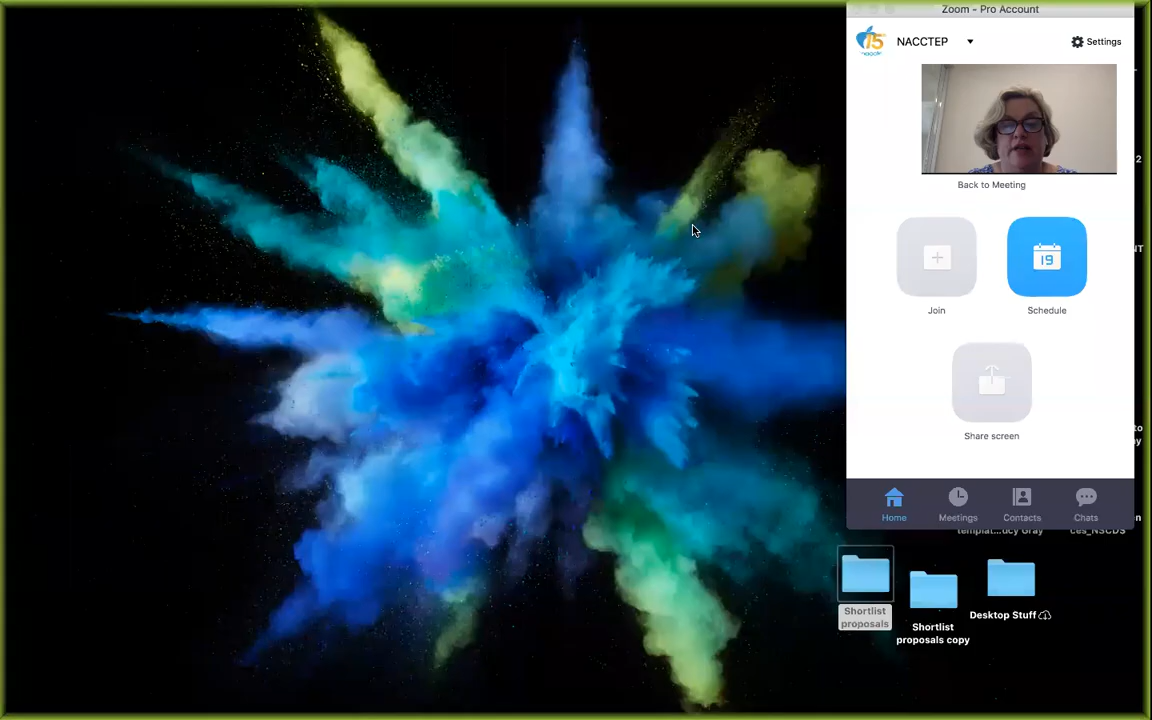 Zoom - Pro Account
15
NACCTEP
Settings
Back to Meeting
19
Join
Schedule
Share screen
Home
Meetings
Contacts
Chats
Shortlist
proposals
Shortlist
proposals copy
Desktop Stuff